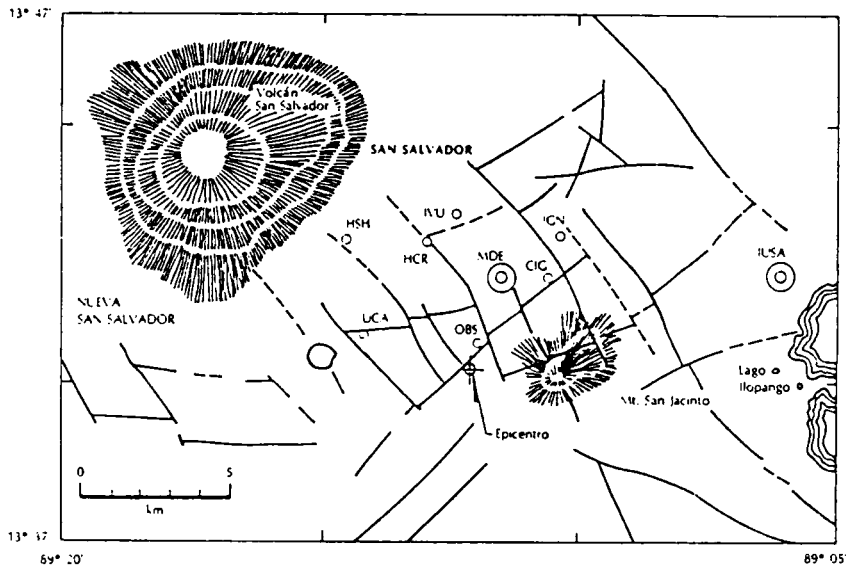 13° 47'
Volcán
San Salvador
SAN SALVADOR
IVU
HSH
HCR
IGN
MDE
CIG
IUSA
NUEVA
SAN SALVADOR
UCA
OBS
Lago
Ilopango
Mt. San Jacinto
Epicentro
0 5
km
13° 37'
89° 20'
89° 05'